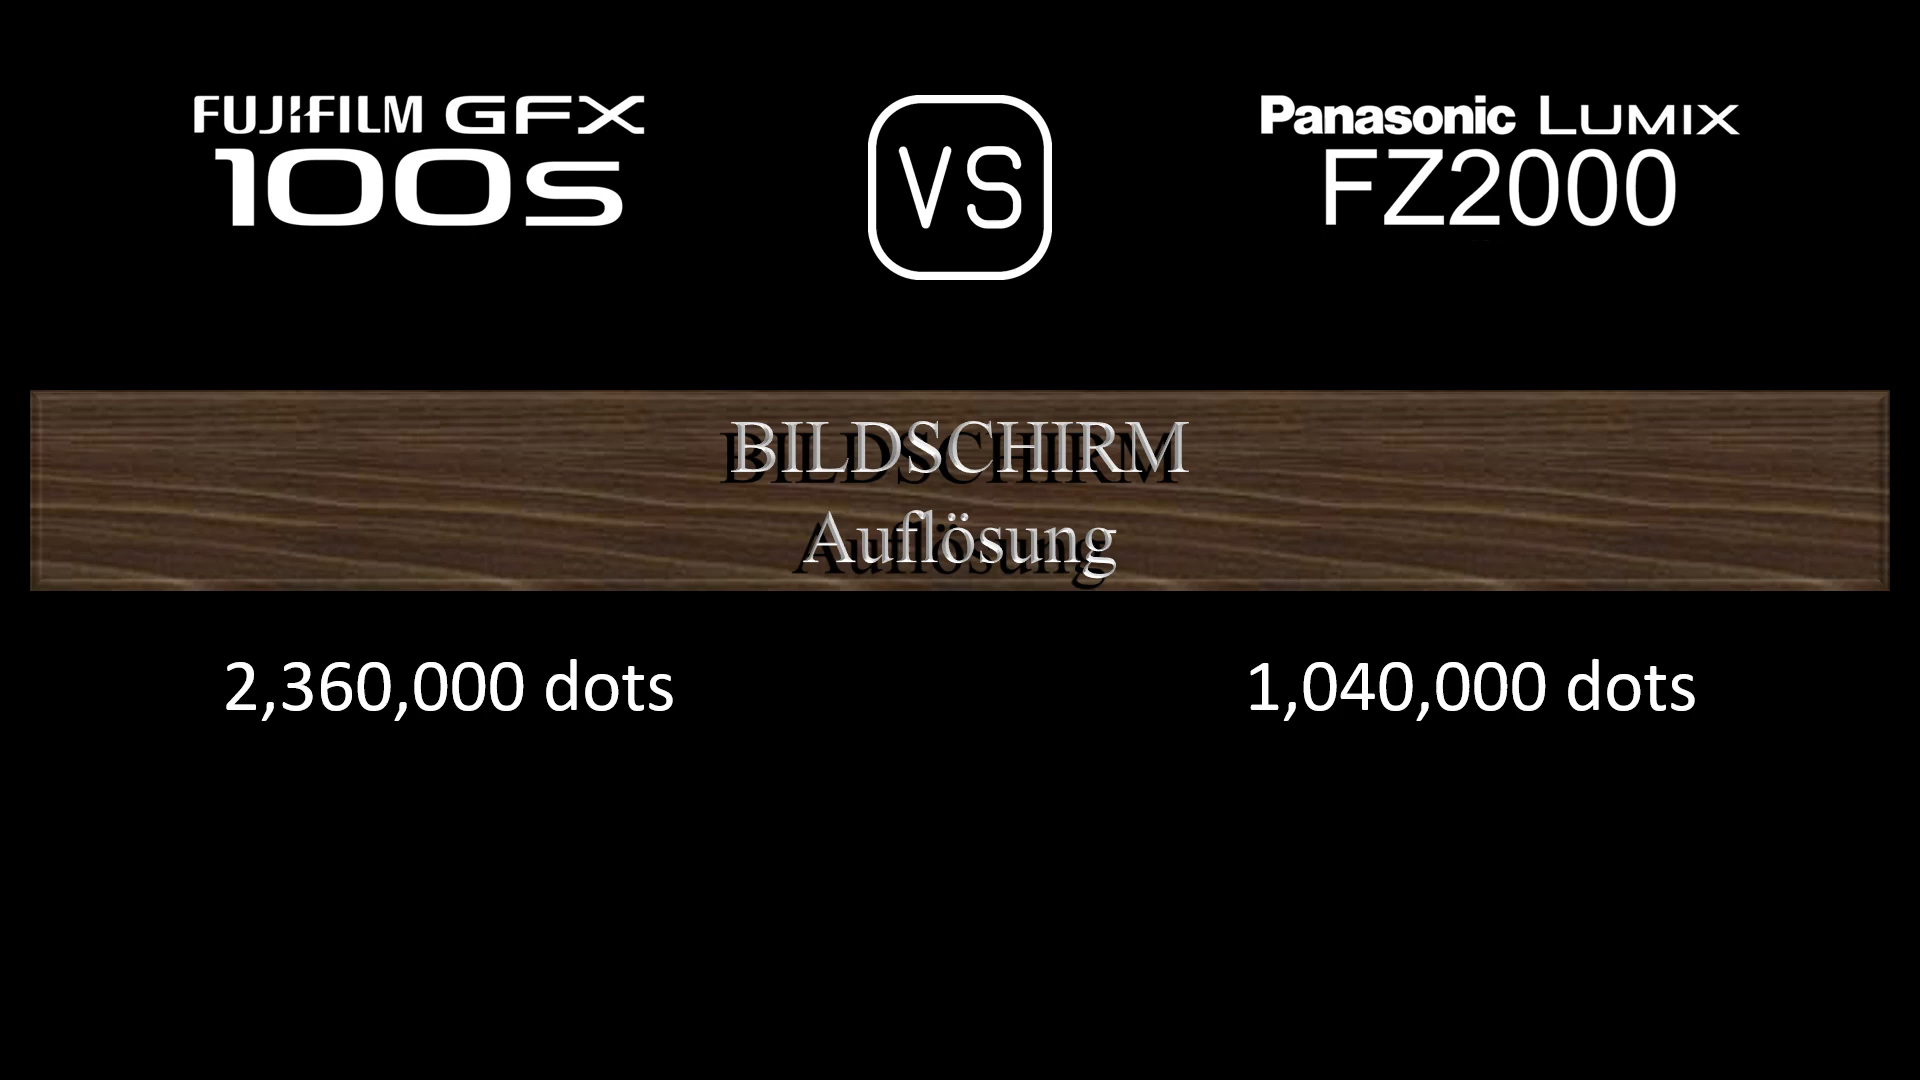 FUJIFILM GFX
100S
VS
Panasonic LUMIX
FZ2000
BILDSCHIRM
Auflösung
2,360,000 dots
1,040,000 dots